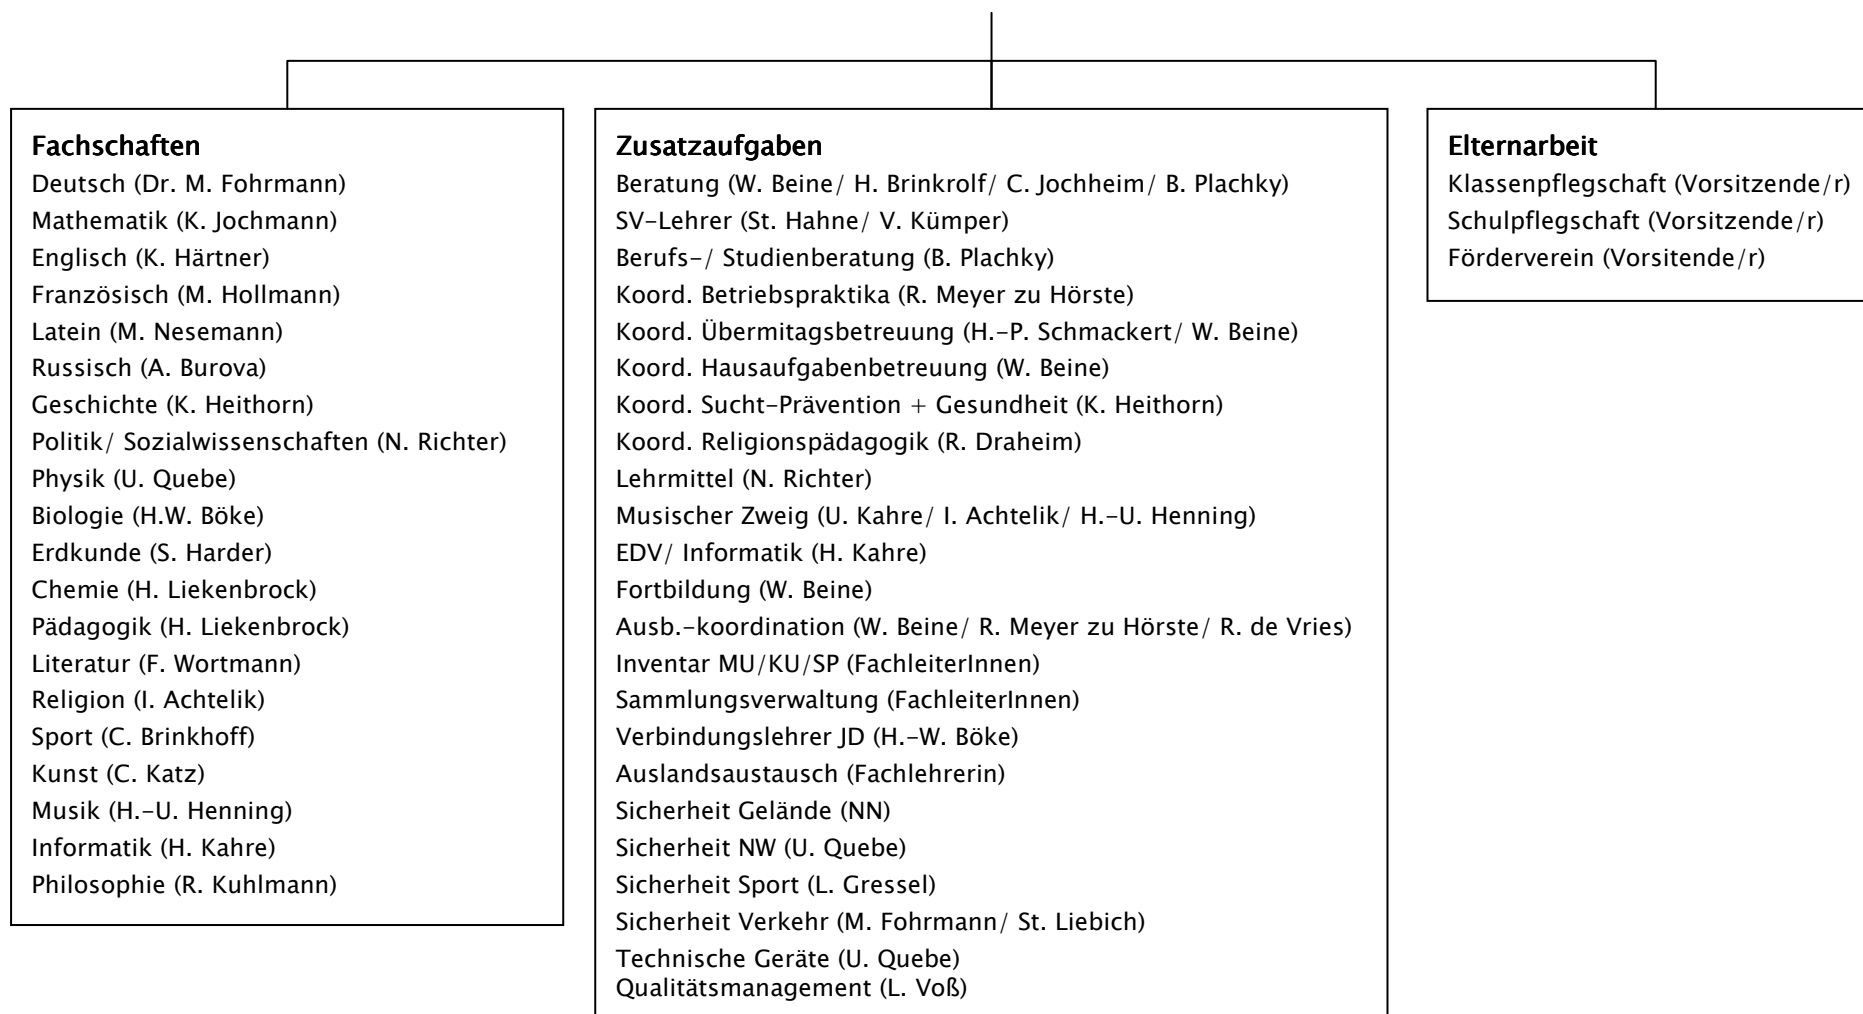 Fachschaften
Deutsch (Dr. M. Fohrmann)
Mathematik (K. Jochmann)
Englisch (K. Härtner)
Französisch (M. Hollmann)
Latein (M. Nesemann)
Russisch (A. Burova)
Geschichte (K. Heithorn)
Politik/ Sozialwissenschaften (N. Richter)
Physik (U. Quebe)
Biologie (H.W. Böke)
Erdkunde (S. Harder)
Chemie (H. Liekenbrock)
Pädagogik (H. Liekenbrock)
Literatur (F. Wortmann)
Religion (I. Achtelik)
Sport (C. Brinkhoff)
Kunst (C. Katz)
Musik (H.-U. Henning)
Informatik (H. Kahre)
Philosophie (R. Kuhlmann)
Zusatzaufgaben
Beratung (W. Beine/ H. Brinkrolf/ C. Jochheim/ B. Plachky)
SV-Lehrer (St. Hahne/ V. Kümper)
Berufs-/ Studienberatung (B. Plachky)
Koord. Betriebspraktika (R. Meyer zu Hörste)
Koord. Übermitagsbetreuung (H.-P. Schmackert/ W. Beine)
Koord. Hausaufgabenbetreuung (W. Beine)
Koord. Sucht-Prävention + Gesundheit (K. Heithorn)
Koord. Religionspädagogik (R. Draheim)
Lehrmittel (N. Richter)
Musischer Zweig (U. Kahre/ I. Achtelik/ H.-U. Henning)
EDV/ Informatik (H. Kahre)
Fortbildung (W. Beine)
Ausb.-koordination (W. Beine/ R. Meyer zu Hörste/ R. de Vries)
Inventar MU/KU/SP (FachleiterInnen)
Sammlungsverwaltung (FachleiterInnen)
Verbindungslehrer JD (H.-W. Böke)
Auslandsaustausch (Fachlehrerin)
Sicherheit Gelände (NN)
Sicherheit NW (U. Quebe)
Sicherheit Sport (L. Gressel)
Sicherheit Verkehr (M. Fohrmann/ St. Liebich)
Technische Geräte (U. Quebe)
Qualitätsmanagement (L. Voß)
Elternarbeit
Klassenpflegschaft (Vorsitzende/r)
Schulpflegschaft (Vorsitzende/r)
Förderverein (Vorsitende/r)